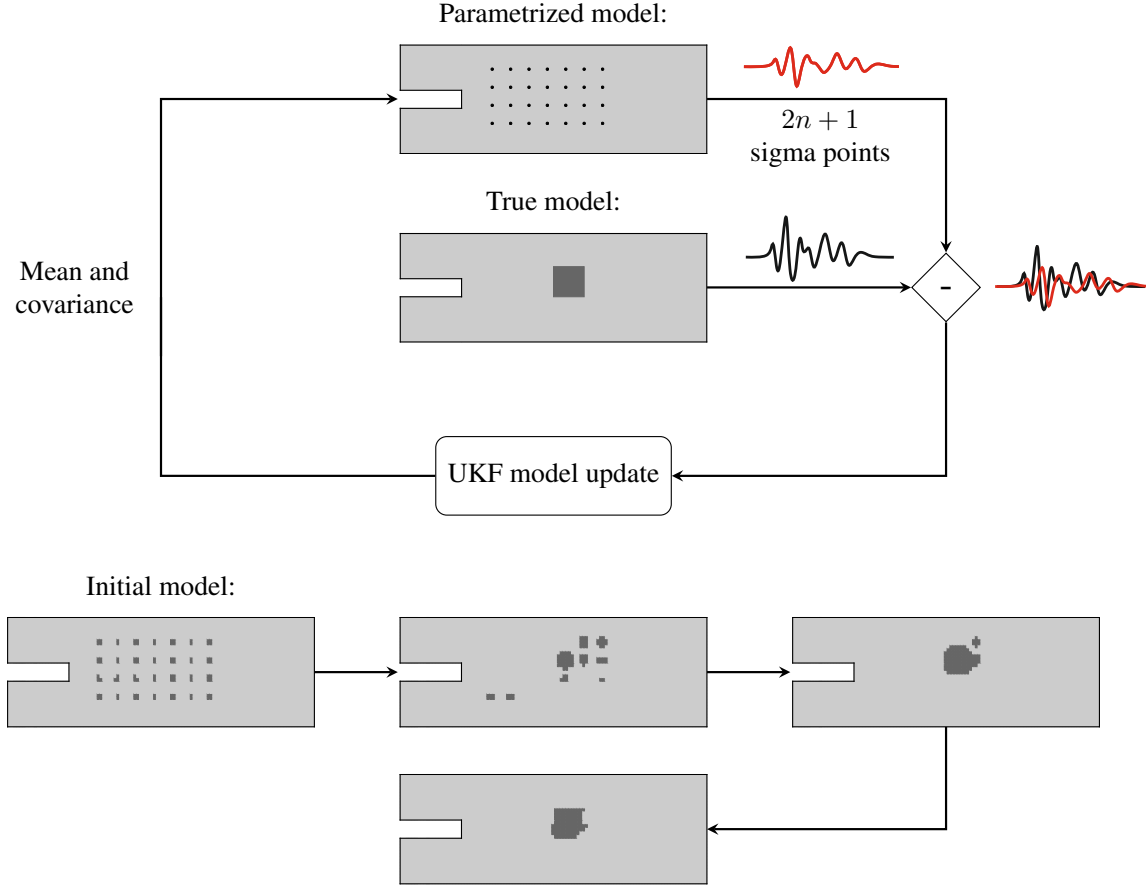 Parametrized model:
2n + 1
sigma points
True model:
Mean and
covariance
-
UKF model update
Initial model: